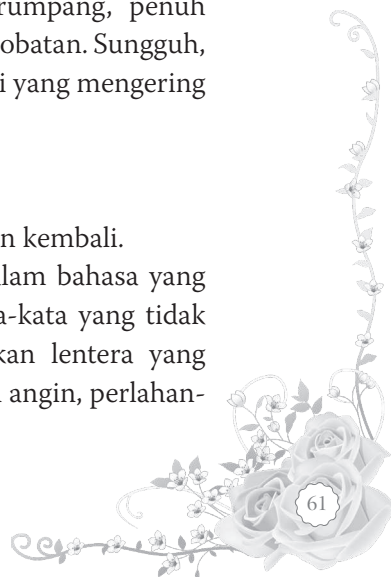 rumpang, penuh
obatan. Sungguh,
i yang mengering
n kembali.
lam bahasa yang
a-kata yang tidak
kan lentera yang
angin, perlahan-
61